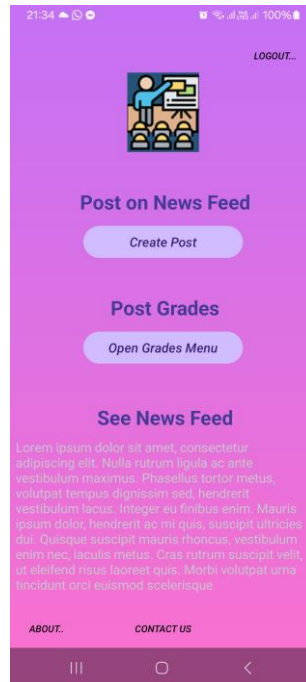 21:34 100%
LOGOUT...
Post on News Feed
Create Post
Post Grades
Open Grades Menu
See News Feed
Lorem ipsum dolor sit amet, consectetur
adipiscing elit. Nulla rutrum ligula ac ante
vestibulum maximus. Phasellus tortor metus,
volutpat tempus dignissim sed, hendrerit
vestibulum lacus. Integer eu finibus enim. Mauris
ipsum dolor, hendrerit ac mi quis, suscipit ultricies
dui. Quisque suscipit mauris rhoncus, vestibulum
enim nec, iaculis metus. Cras rutrum suscipit velit,
ut eleifend risus laoreet quis. Morbi volutpat urna
tincidunt orci euismod scelerisque
ABOUT.. CONTACT US